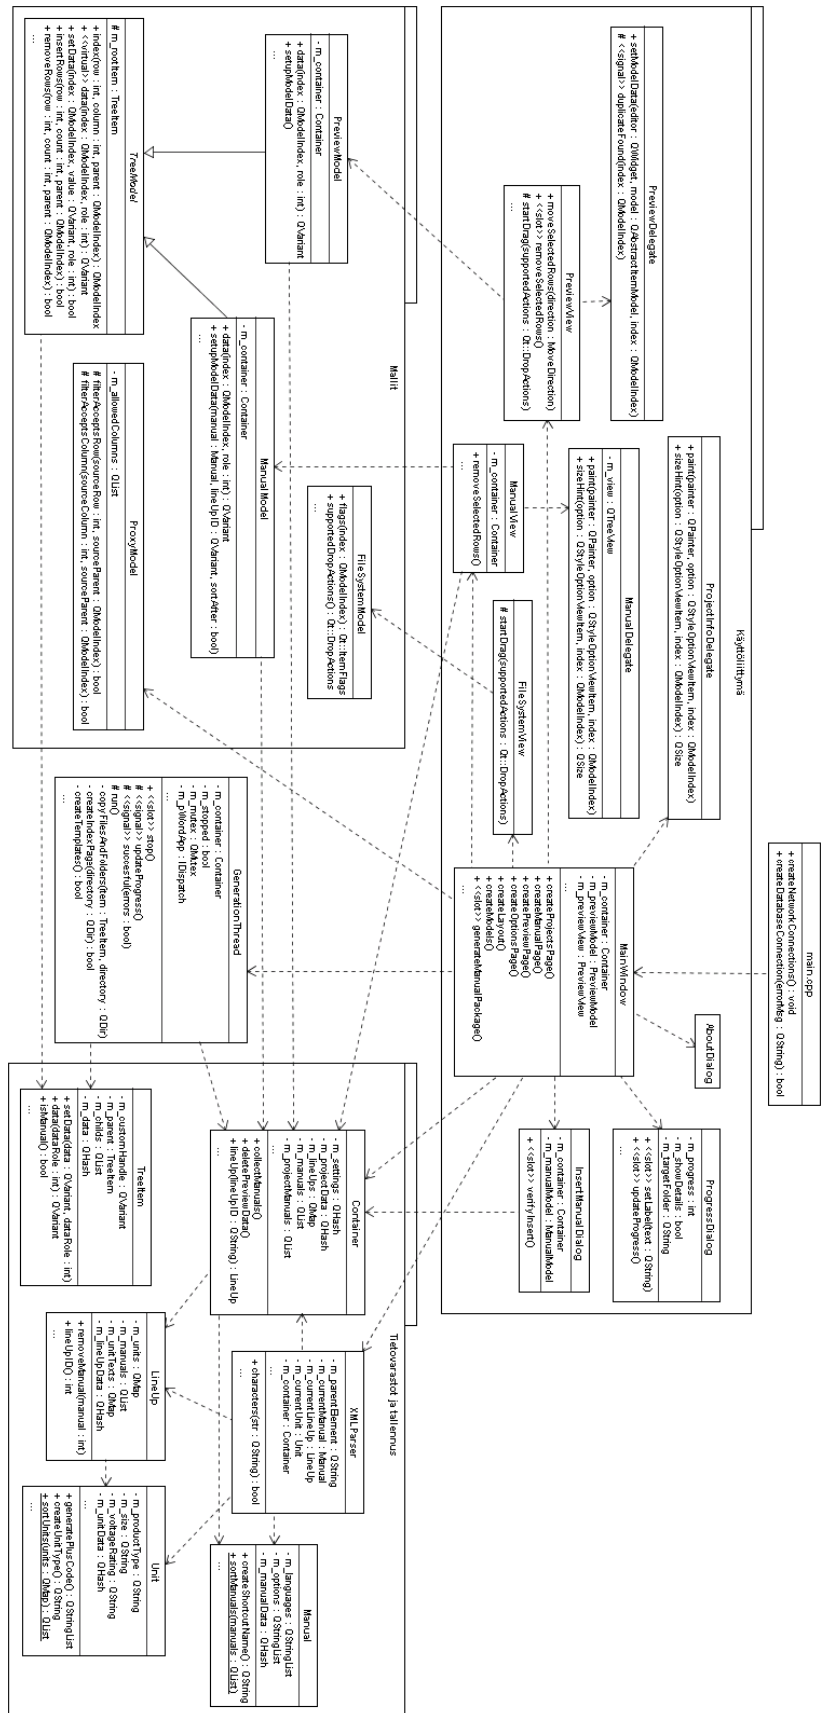 main.cpp
+ createNetworkConnections() : void
+ createDatabaseConnection(errorMsg : QString) : bool
Käyttöliittymä
PreviewDelegate
+ setModelData(editor : QWidget, model : QAbstractItemModel, index : QModelIndex)
# <<signal>> duplicateFound(index : QModelIndex)
ProjectInfoDelegate
+ paint(painter : QPainter, option : QStyleOptionViewItem, index : QModelIndex)
+ sizeHint(option : QStyleOptionViewItem, index : QModelIndex) : QSize
AboutDialog
ProgressDialog
- m_progress : int
- m_showDetails : bool
- m_targetFolder : QString
+ <<slot>> setLabel(text : QString)
+ <<slot>> updateProgress()
PreviewView
+ moveSelectedRows(direction : MoveDirection)
+ <<slot>> removeSelectedRows()
# startDrag(supportedActions : Qt::DropActions)
...
ManualDelegate
- m_view : QTreeView
+ paint(painter : QPainter, option : QStyleOptionViewItem, index : QModelIndex)
+ sizeHint(option : QStyleOptionViewItem, index : QModelIndex) : QSize
ManualView
- m_container : Container
+ removeSelectedRows()
...
FileSystemView
# startDrag(supportedActions : Qt::DropActions)
MainWindow
- m_container : Container
- m_previewModel : PreviewModel
- m_previewView : PreviewView
...
+ createProjectsPage()
+ createManualPage()
+ createPreviewPage()
+ createOptionsPage()
+ createLayout()
+ createModels()
+ <<slot>> generateManualPackage()
...
InsertManualDialog
- m_container : Container
- m_manualModel : ManualModel
+ <<slot>> verifyInsert()
Mallit
PreviewModel
- m_container : Container
+ data(index : QModelIndex, role : int) : QVariant
+ setupModelData()
...
TreeModel
# m_rootItem : TreeItem
+ index(row : int, column : int, parent : QModelIndex) : QModelIndex
+ <<virtual>> data(index : QModelIndex, role : int) : QVariant
+ setData(index : QModelIndex, value : QVariant, role : int) : bool
+ insertRows(row : int, count : int, parent : QModelIndex) : bool
+ removeRows(row : int, count : int, parent : QModelIndex) : bool
...
ManualModel
- m_container : Container
+ data(index : QModelIndex, role : int) : QVariant
+ setupModelData(manual : Manual, lineUpID : QVariant, sortAfter : bool)
...
FileSystemModel
+ flags(index : QModelIndex) : Qt::ItemFlags
+ supportedDropActions() : Qt::DropActions
...
ProxyModel
- m_allowedColumns : QList
# filterAcceptsRow(sourceRow : int, sourceParent : QModelIndex) : bool
# filterAcceptsColumn(sourceColumn : int, sourceParent : QModelIndex) : bool
GenerationThread
- m_container : Container
- m_stopped : bool
- m_mutex : QMutex
- m_pWordApp : IDispatch
...
+ <<slot>> stop()
# <<signal>> updateProgress()
# <<signal>> succesful(errors : bool)
# run()
- copyFilesAndFolders(item : TreeItem, directory : QDir)
- createIndexPage(directory : QDir) : bool
- createTemplates() : bool
...
Tietovarastot ja tallennus
Container
- m_settings : QHash
- m_projectData : QHash
- m_lineUps : QMap
- m_manuals : QList
- m_projectManuals : QList
+ collectManuals()
+ deletePreviewData()
+ lineUp(lineUpID : QString) : LineUp
...
TreeItem
- m_customHandle : QVariant
- m_parent : TreeItem
- m_childs : QList
- m_data : QHash
+ setData(data : QVariant, dataRole : int)
+ data(dataRole : int) : QVariant
+ isManual() : bool
...
XMLParser
- m_parentElement : QString
- m_currentManual : Manual
- m_currentLineUp : LineUp
- m_currentUnit : Unit
- m_container : Container
...
+ characters(str : QString) : bool
...
LineUp
- m_units : QMap
- m_manuals : QList
- m_unitTexts : QMap
- m_lineUpData : QHash
+ removeManual(manual : int)
+ lineUpID() : int
...
Manual
- m_languages : QStringList
- m_options : QStringList
- m_manualData : QHash
+ createShortcutName() : QString
+ sortManuals(manuals : QList)
...
Unit
- m_productType : QString
- m_size : QString
- m_voltageRating : QString
- m_unitData : QHash
...
+ generatePlusCode() : QStringList
+ createUnitType() : QString
+ sortUnits(units : QMap) : QList
...